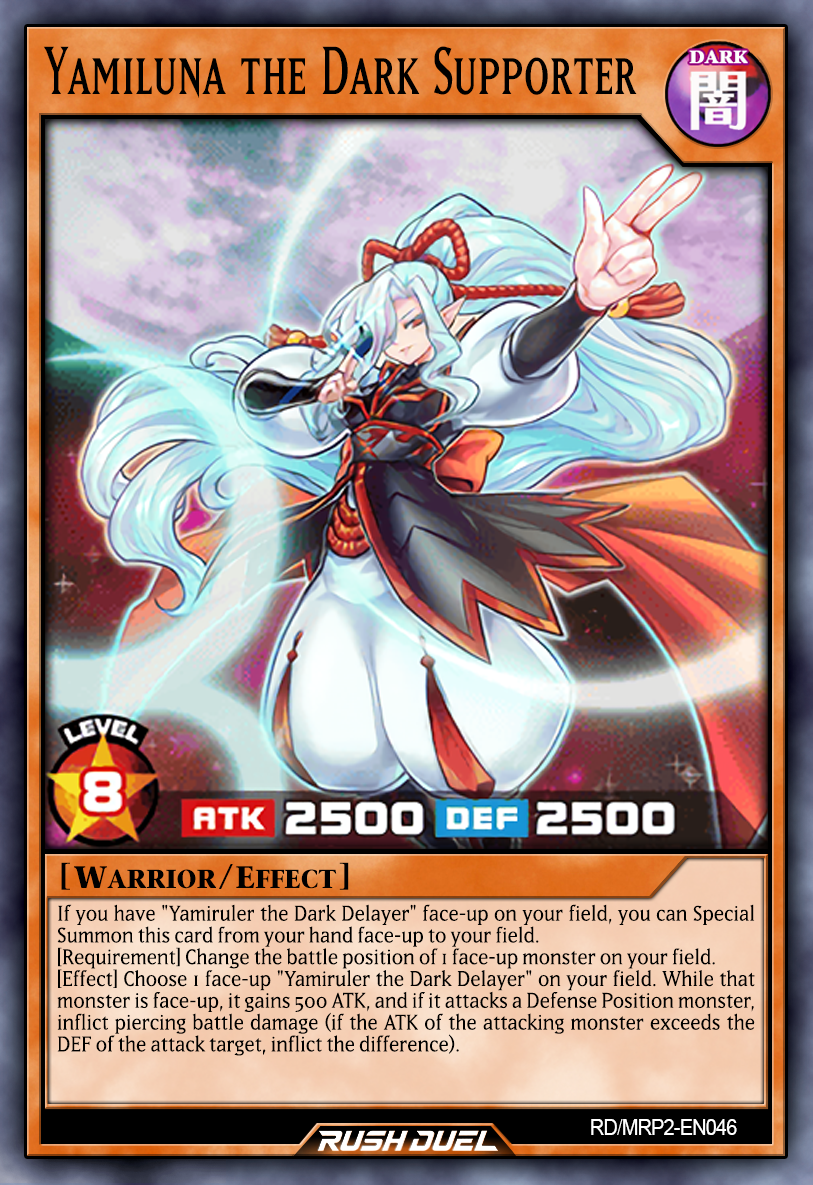 Yamiluna the Dark Supporter
DARK
闇
LEVEL
8
ATK 2500 DEF 2500
[Warrior/Effect]
If you have "Yamiruler the Dark Delayer" face-up on your field, you can Special
Summon this card from your hand face-up to your field.
[Requirement] Change the battle position of 1 face-up monster on your field.
[Effect] Choose 1 face-up "Yamiruler the Dark Delayer" on your field. While that
monster is face-up, it gains 500 ATK, and if it attacks a Defense Position monster,
inflict piercing battle damage (if the ATK of the attacking monster exceeds the
DEF of the attack target, inflict the difference).
RD/MRP2-EN046
RUSH DUEL